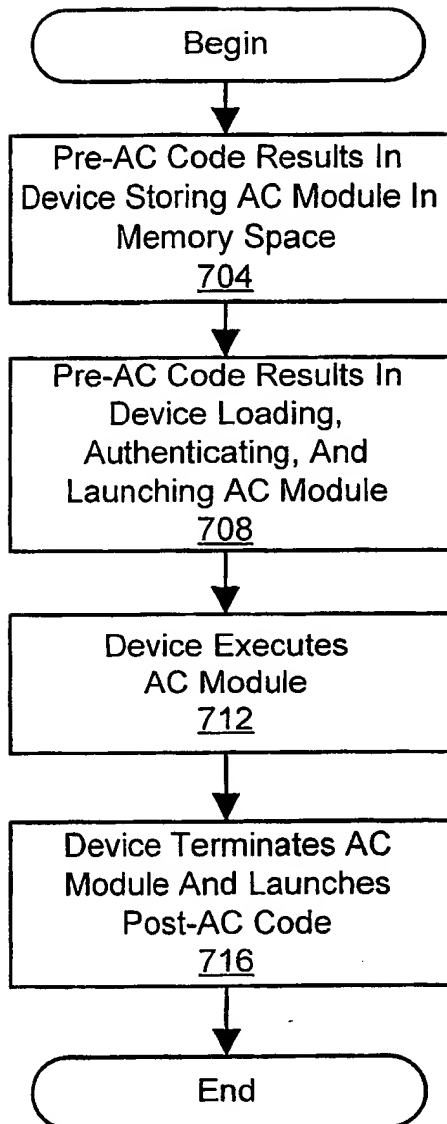 Begin
Pre-AC Code Results In
Device Storing AC Module In
Memory Space
704
Pre-AC Code Results In
Device Loading,
Authenticating, And
Launching AC Module
708
Device Executes
AC Module
712
Device Terminates AC
Module And Launches
Post-AC Code
716
End